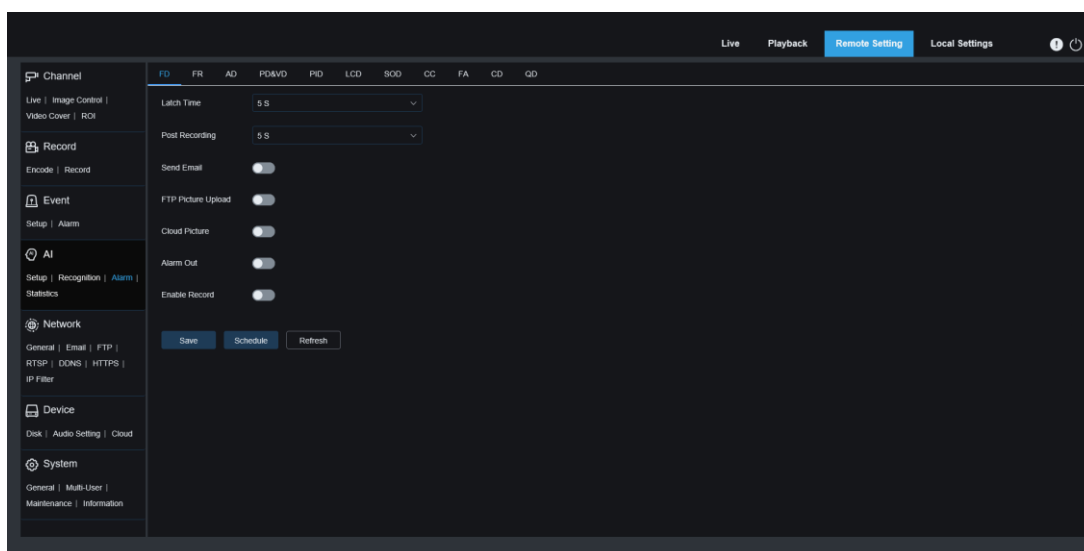 Live Playback Remote Setting Local Settings
Channel
Live | Image Control |
Video Cover | ROI
Record
Encode | Record
Event
Setup | Alarm
AI
Setup | Recognition | Alarm |
Statistics
Network
General | Email | FTP |
RTSP | DDNS | HTTPS |
IP Filter
Device
Disk | Audio Setting | Cloud
System
General | Multi-User |
Maintenance | Information
FD FR AD PD&VD PID LCD SOD CC FA CD QD
Latch Time 5 S
Post Recording 5 S
Send Email
FTP Picture Upload
Cloud Picture
Alarm Out
Enable Record
Save Schedule Refresh